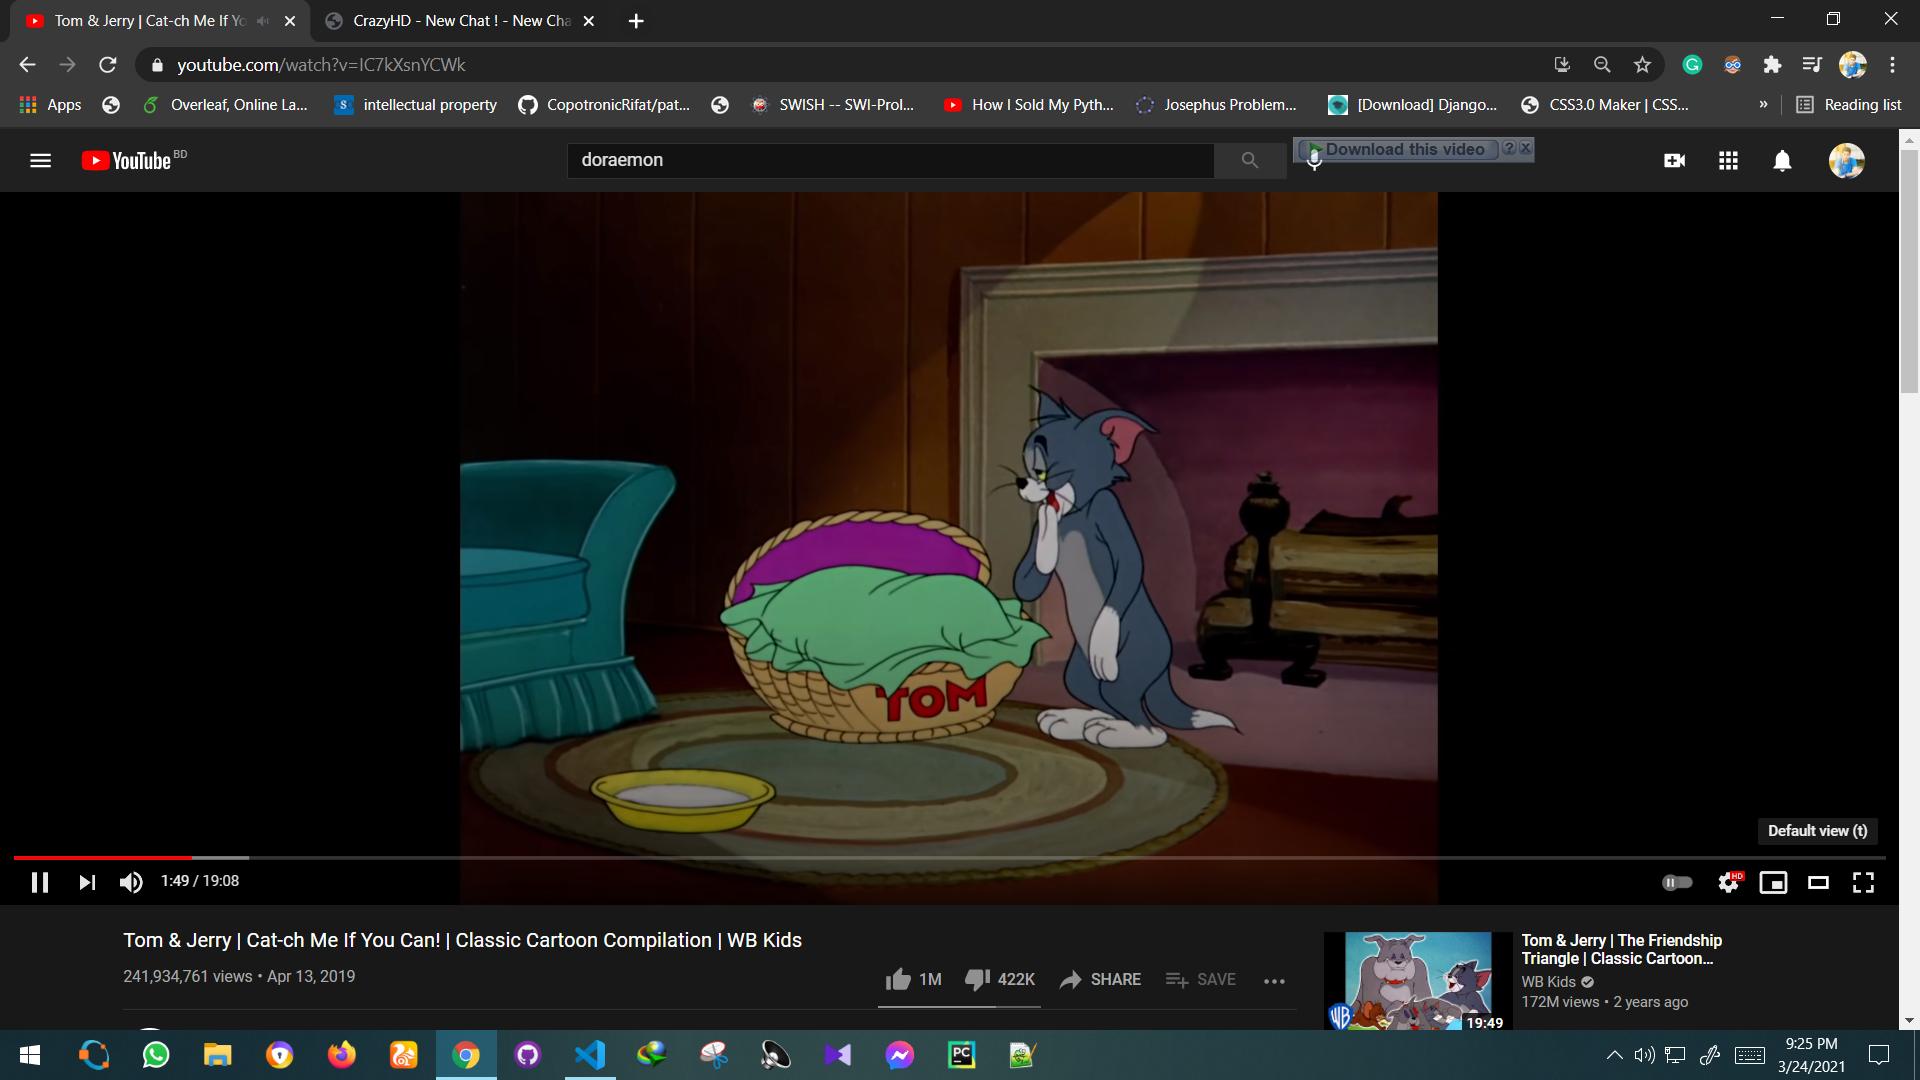 Tom & Jerry | Cat-ch Me If Yo
CrazyHD - New Chat ! - New Cha
youtube.com/watch?v=IC7kXsnYCWk
Apps
Overleaf, Online La...
S
intellectual property
CopotronicRifat/pat...
SWISH -- SWI-Prol...
How I Sold My Pyth...
Josephus Problem...
[Download] Django...
CSS3.0 Maker | CSS...
»
Reading list
YouTube BD
doraemon
Download this video ?
TOM
Default view (t)
1:49 / 19:08
HD
Tom & Jerry | Cat-ch Me If You Can! | Classic Cartoon Compilation | WB Kids
241,934,761 views • Apr 13, 2019
1M
422K
SHARE
SAVE
Tom & Jerry | The Friendship
Triangle | Classic Cartoon...
WB Kids
172M views • 2 years ago
WB
19:49
PC
9:25 PM
3/24/2021